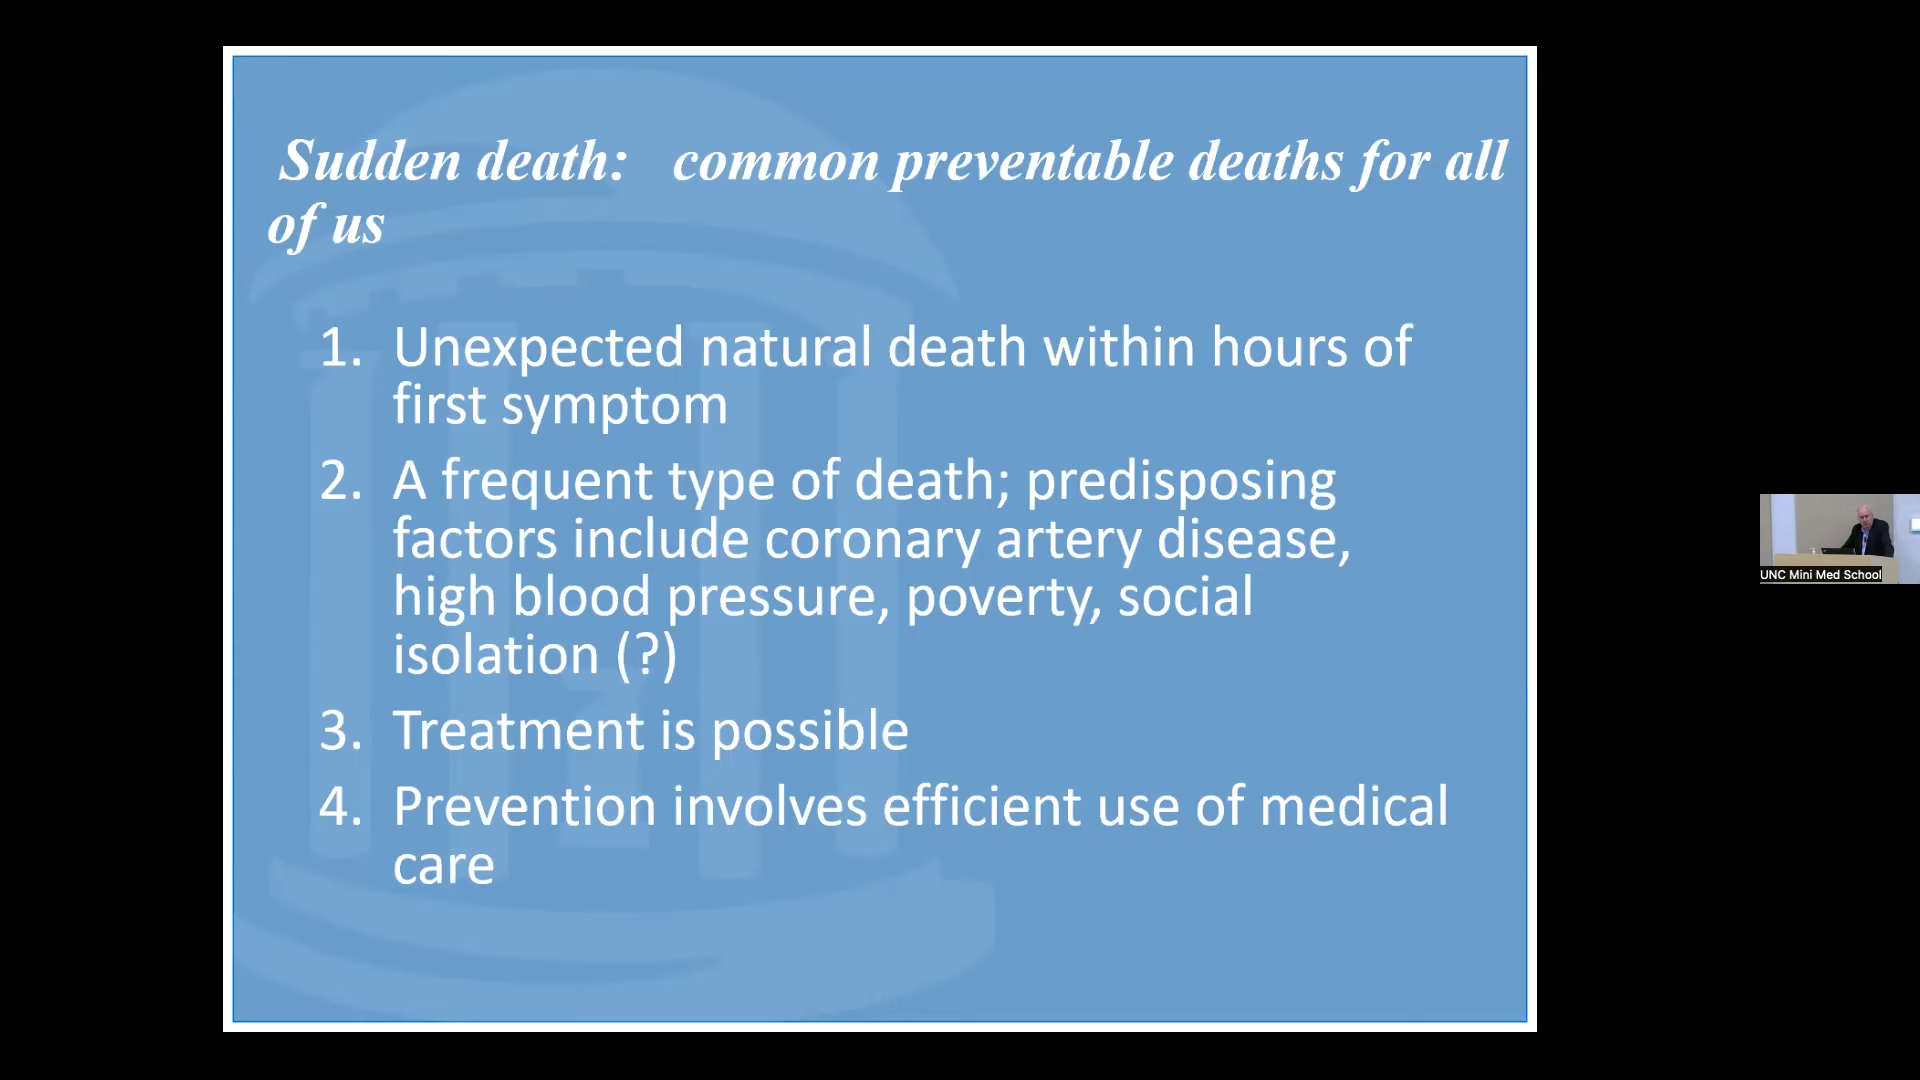 Sudden death: common preventable deaths for all
of us
1. Unexpected natural death within hours of
first symptom
2. A frequent type of death; predisposing
factors include coronary artery disease,
high blood pressure, poverty, social
isolation (?)
3. Treatment is possible
4. Prevention involves efficient use of medical
care
UNC Mini Med School